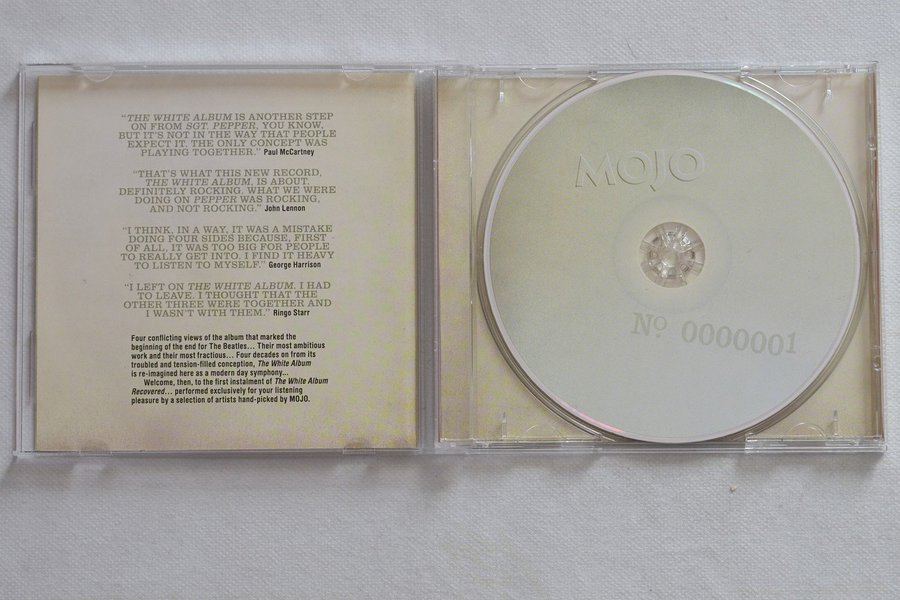 “THE WHITE ALBUM IS ANOTHER STEP
ON FROM SGT. PEPPER, YOU KNOW,
BUT IT’S NOT IN THE WAY THAT PEOPLE
EXPECT IT. THE ONLY CONCEPT WAS
PLAYING TOGETHER.” Paul McCartney
“THAT’S WHAT THIS NEW RECORD,
THE WHITE ALBUM, IS ABOUT.
DEFINITELY ROCKING. WHAT WE WERE
DOING ON PEPPER WAS ROCKING,
AND NOT ROCKING.” John Lennon
“I THINK, IN A WAY, IT WAS A MISTAKE
DOING FOUR SIDES BECAUSE, FIRST
OF ALL, IT WAS TOO BIG FOR PEOPLE
TO REALLY GET INTO. I FIND IT HEAVY
TO LISTEN TO MYSELF.” George Harrison
“I LEFT ON THE WHITE ALBUM. I HAD
TO LEAVE. I THOUGHT THAT THE
OTHER THREE WERE TOGETHER AND
I WASN’T WITH THEM.” Ringo Starr
Four conflicting views of the album that marked the
beginning of the end for The Beatles... Their most ambitious
work and their most fractious... Four decades on from its
troubled and tension-filled conception, The White Album
is re-imagined here as a modern day symphony...
Welcome, then, to the first instalment of The White Album
Recovered... performed exclusively for your listening
pleasure by a selection of artists hand-picked by MOJO.
MOJO
No 0000001